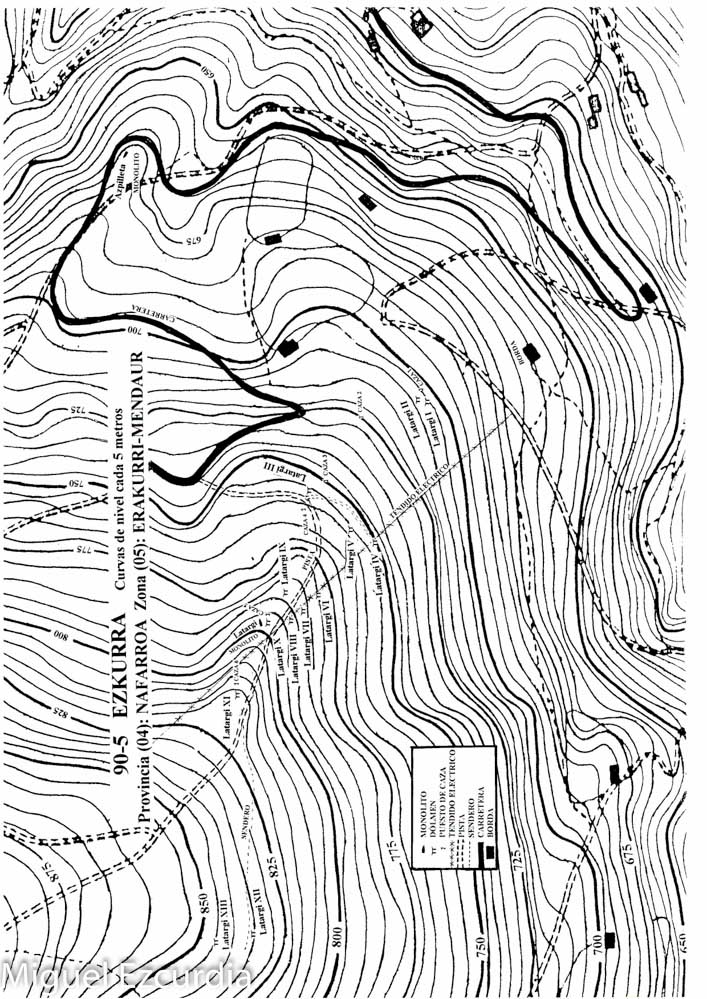 90-5 EZKURRA Curvas de nivel cada 5 metros
Provincia (04): NAFARROA Zona (05): ERAKURRI-MENDAUR
650
Azpilleta
MONOLITO
675
CARRETERA
700
725
750
775
800
825
875
BORDA
Latargi II
Latargi I
CAZA 1
CAZA 2
CAZA 3
Latargi III
TENDIDO ELECTRICO
PISTA
Latargi IX
Latargi V
Latargi IV
Latargi VI
Latargi VII
Latargi VIII
Latargi X
MONOLITO
Latargi XI
SENDERO
Latargi XII
Latargi XIII
850
825
800
775
750
725
700
675
650
MONOLITO
DOLMEN
PUESTO DE CAZA
TENDIDO ELECTRICO
PISTA
SENDERO
CARRETERA
BORDA
Miguel Ezcurdia